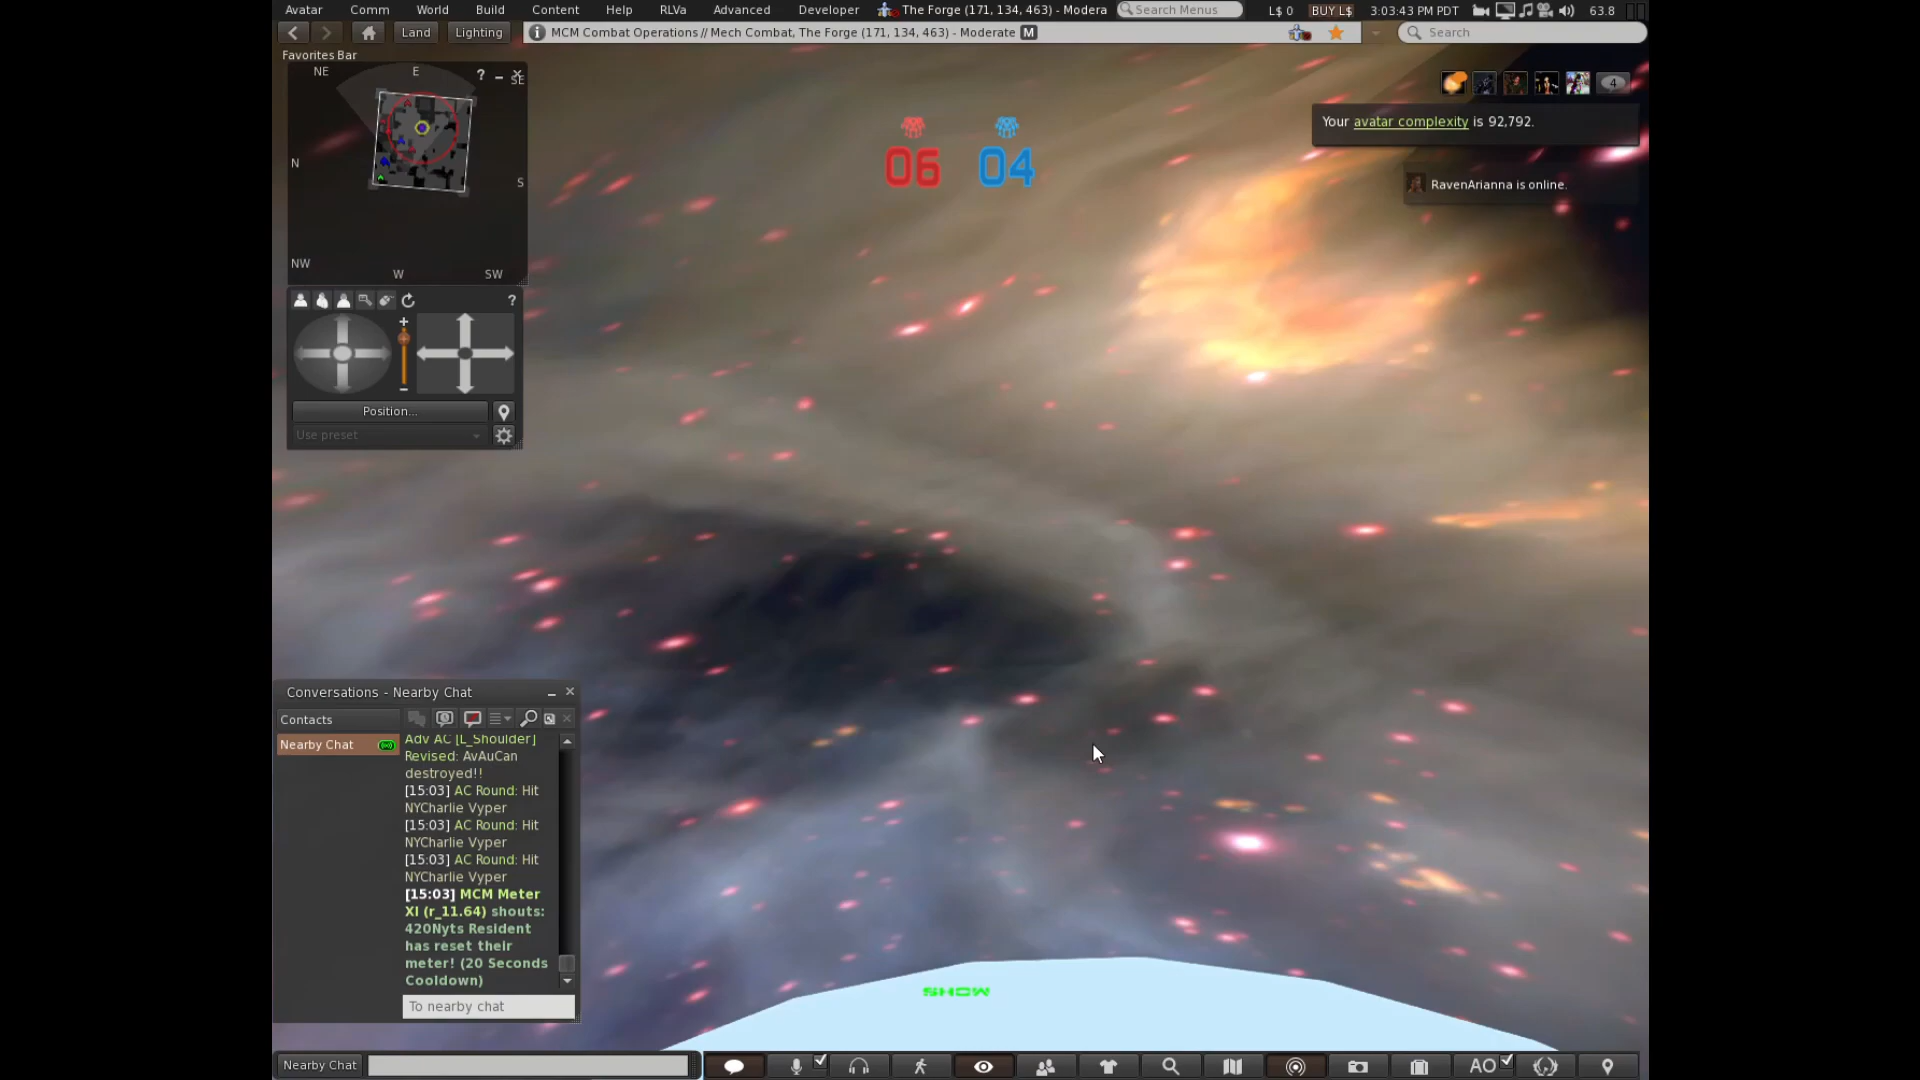 Avatar Comm World Build Content Help RLVa Advanced Developer The Forge (171, 134, 463) - Modera Search Menus L$ 0 BUY L$ 3:03:43 PM PDT 63.8
Land Lighting MCM Combat Operations // Mech Combat, The Forge (171, 134, 463) - Moderate M Search
Favorites Bar
NE E ? SE
N S
NW W SW
06 04
4
Your avatar complexity is 92,792.
RavenArianna is online.
?
+
-
Position...
Use preset
Conversations - Nearby Chat
Contacts
Nearby Chat
Adv AC [L_Shoulder]
Revised: AvAuCan
destroyed!!
[15:03] AC Round: Hit
NYCharlie Vyper
[15:03] AC Round: Hit
NYCharlie Vyper
[15:03] AC Round: Hit
NYCharlie Vyper
[15:03] MCM Meter
XI (r_11.64) shouts:
420Nyts Resident
has reset their
meter! (20 Seconds
Cooldown)
To nearby chat
SHOW
Nearby Chat AO